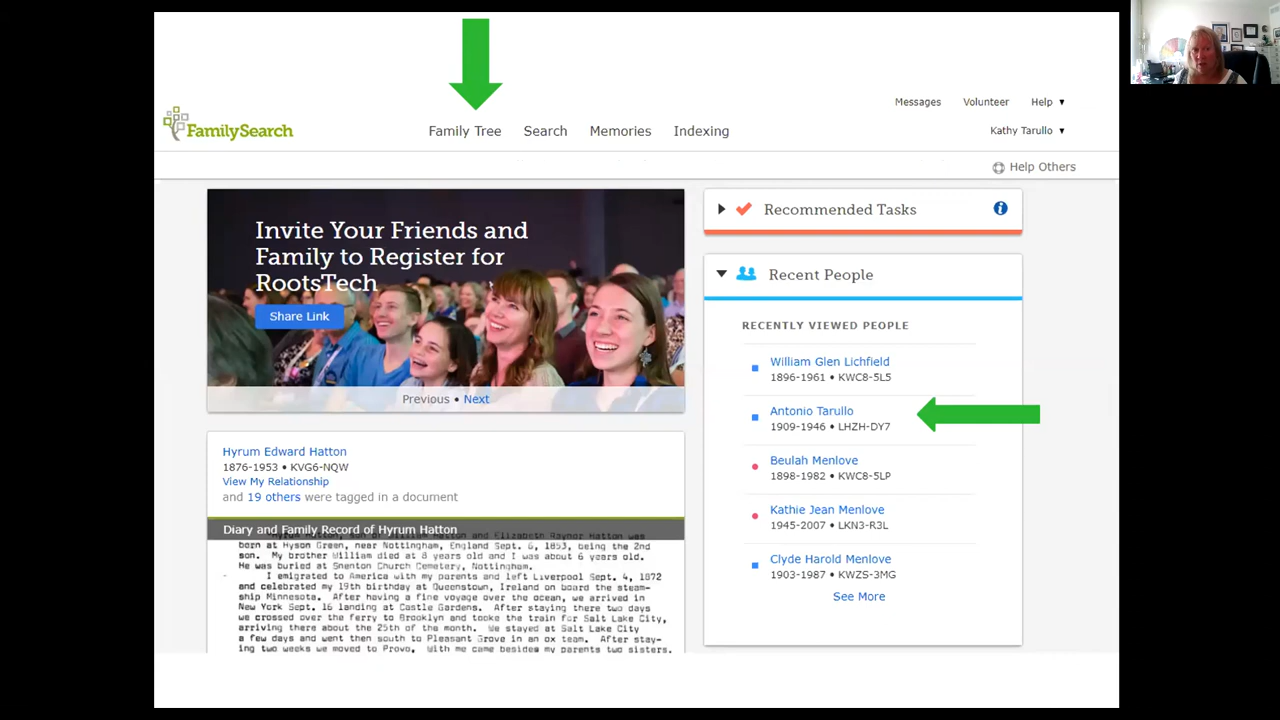 Messages Volunteer Help ▼
FamilySearch Family Tree Search Memories Indexing Kathy Tarullo ▼
Help Others
Invite Your Friends and
Family to Register for
RootsTech
Share Link
Previous • Next
Hyrum Edward Hatton
1876-1953 • KVG6-NQW
View My Relationship
and 19 others were tagged in a document
Diary and Family Record of Hyrum Hatton
born at Hyson Green, near Nottingham, England Sept. 6, 1853, being the 2nd
son. My brother William died at 8 years old and I was about 6 years old.
He was buried at Snenton Church Cemetery, Nottingham.
I emigrated to America with my parents and left Liverpool Sept. 4, 1872
and celebrated my 19th birthday at Queenstown, Ireland on board the steam-
ship Minnesota. After having a fine voyage over the ocean, we arrived in
New York Sept. 16 landing at Castle Gardens. After staying there two days
we crossed over the ferry to Brooklyn and tooke the train for Salt Lake City,
arriving there about the 25th of the month. We stayed at Salt Lake City
a few days and went then south to Pleasant Grove in an ox team. After stay-
ing two weeks we moved to Provo. With me came besides my parents two sisters,
Recommended Tasks
Recent People
RECENTLY VIEWED PEOPLE
William Glen Lichfield
1896-1961 • KWC8-5L5
Antonio Tarullo
1909-1946 • LHZH-DY7
Beulah Menlove
1898-1982 • KWC8-5LP
Kathie Jean Menlove
1945-2007 • LKN3-R3L
Clyde Harold Menlove
1903-1987 • KWZS-3MG
See More